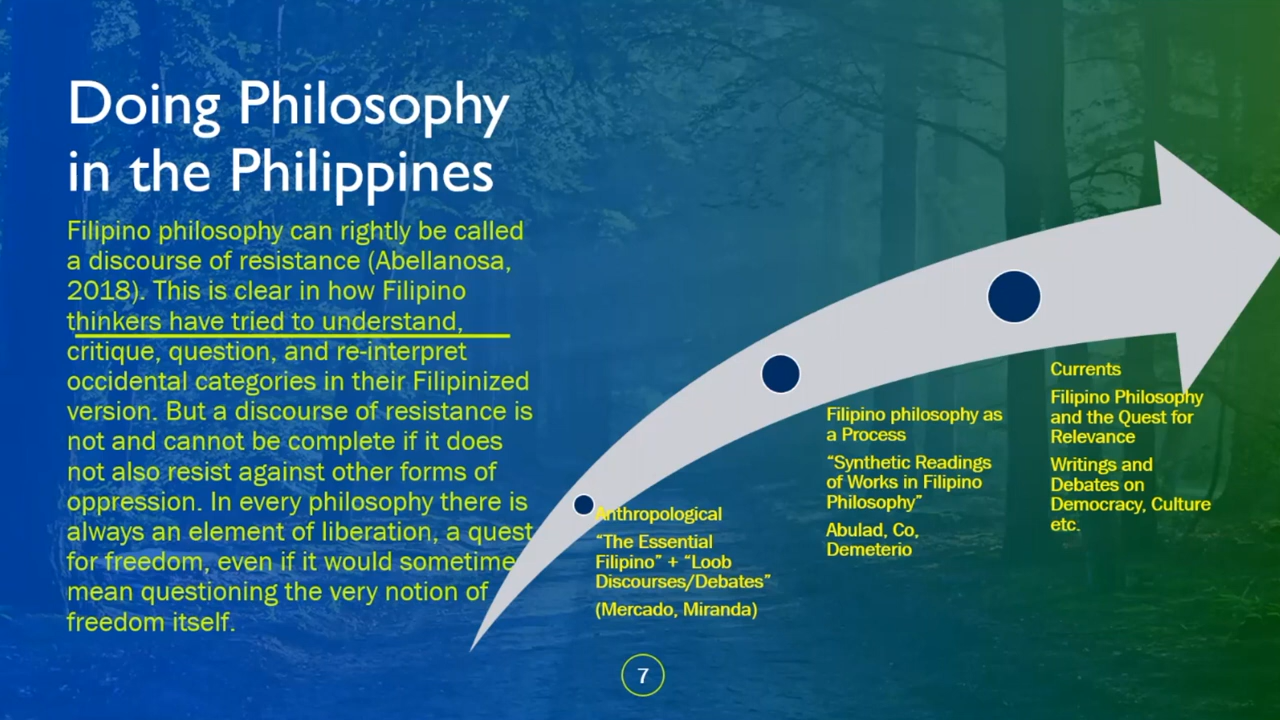 Doing Philosophy
in the Philippines
Filipino philosophy can rightly be called
a discourse of resistance (Abellanosa,
2018). This is clear in how Filipino
thinkers have tried to understand,
critique, question, and re-interpret
occidental categories in their Filipinized
version. But a discourse of resistance is
not and cannot be complete if it does
not also resist against other forms of
oppression. In every philosophy there is
always an element of liberation, a quest
for freedom, even if it would sometime
mean questioning the very notion of
freedom itself.
Anthropological
“The Essential
Filipino” + “Loob
Discourses/Debates”
(Mercado, Miranda)
Filipino philosophy as
a Process
“Synthetic Readings
of Works in Filipino
Philosophy”
Abulad, Co,
Demeterio
Currents
Filipino Philosophy
and the Quest for
Relevance
Writings and
Debates on
Democracy, Culture
etc.
7